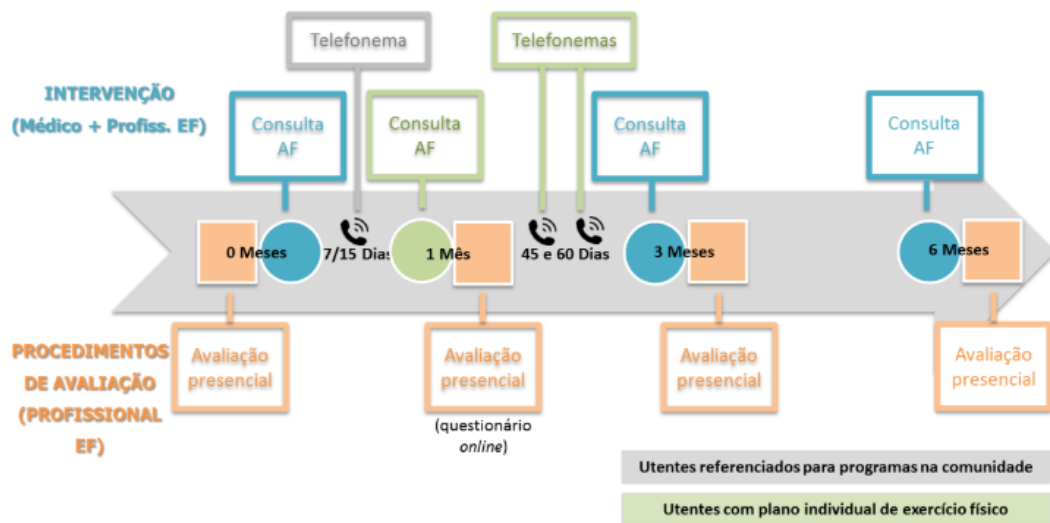 Telefonema
Telefonemas
INTERVENÇÃO
(Médico + Profiss. EF)
Consulta
AF
Consulta
AF
Consulta
AF
Consulta
AF
0 Meses
7/15 Dias
1 Mês
45 e 60 Dias
3 Meses
6 Meses
PROCEDIMENTOS
DE AVALIAÇÃO
(PROFISSIONAL
EF)
Avaliação
presencial
Avaliação
presencial
(questionário
online)
Avaliação
presencial
Avaliação
presencial
Utentes referenciados para programas na comunidade
Utentes com plano individual de exercício físico